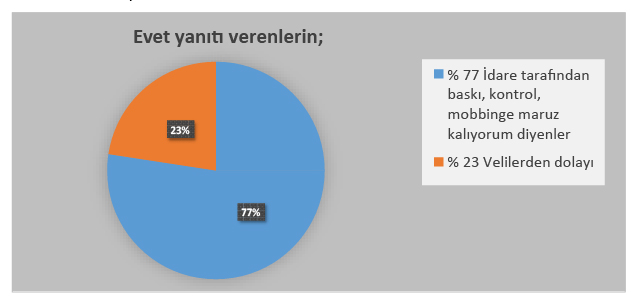 Evet yanıtı verenlerin;
% 77 İdare tarafından
baskı, kontrol,
mobbinge maruz
kalıyorum diyenler
% 23 Velilerden dolayı
23%
77%